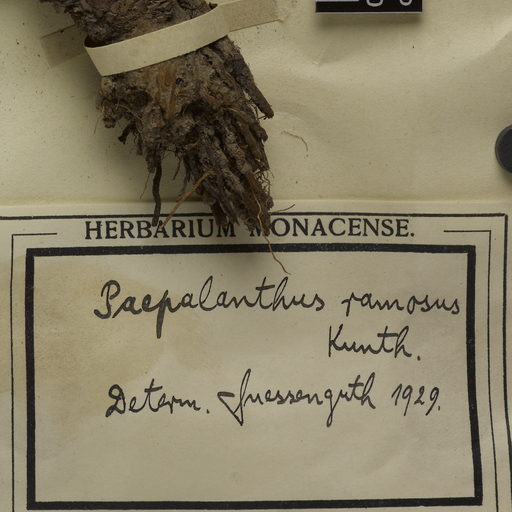 HERBARIUM MONACENSE.
Paepalanthus ramosus
Kunth.
Determ. Suessenguth 1929.